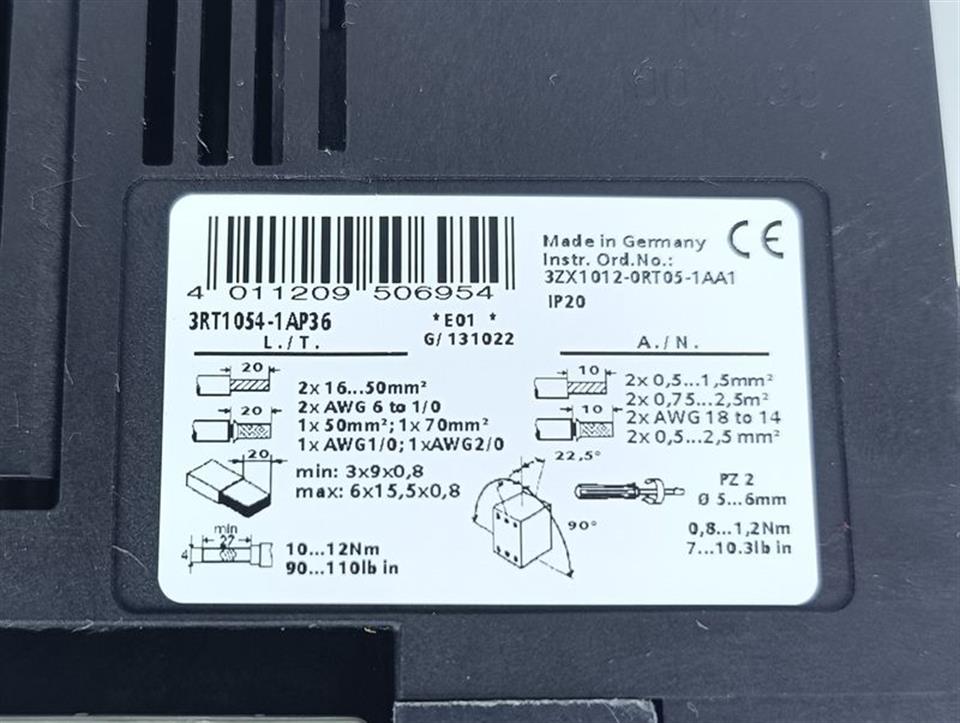 4 011209 506954
3RT1054-1AP36
*E01 *
G/131022
Made in Germany
Instr. Ord.No.:
3ZX1012-0RT05-1AA1
IP20
CE
L./T.
20
2x 16...50mm²
2x AWG 6 to 1/0
20
1x 50mm²; 1x 70mm²
1xAWG1/0; 1xAWG2/0
20
min: 3x9x0,8
max: 6x15,5x0,8
min
27
4
10...12Nm
90...110lb in
A./N.
10
2x 0,5...1,5mm²
2x 0,75...2,5m²
10
2x AWG 18 to 14
2x 0,5...2,5 mm²
22,5°
90°
PZ 2
Ø 5...6mm
0,8...1,2Nm
7...10.3lb in